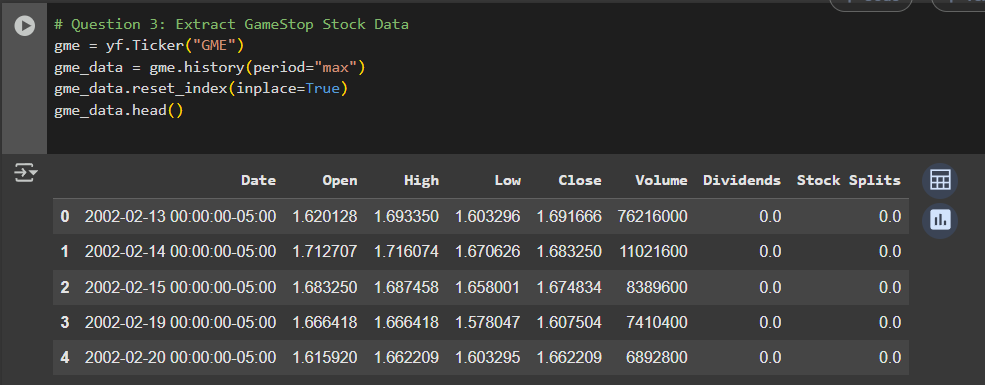 # Question 3: Extract GameStop Stock Data
gme = yf.Ticker("GME")
gme_data = gme.history(period="max")
gme_data.reset_index(inplace=True)
gme_data.head()
Date Open High Low Close Volume Dividends Stock Splits
0 2002-02-13 00:00:00-05:00 1.620128 1.693350 1.603296 1.691666 76216000 0.0 0.0
1 2002-02-14 00:00:00-05:00 1.712707 1.716074 1.670626 1.683250 11021600 0.0 0.0
2 2002-02-15 00:00:00-05:00 1.683250 1.687458 1.658001 1.674834 8389600 0.0 0.0
3 2002-02-19 00:00:00-05:00 1.666418 1.666418 1.578047 1.607504 7410400 0.0 0.0
4 2002-02-20 00:00:00-05:00 1.615920 1.662209 1.603295 1.662209 6892800 0.0 0.0